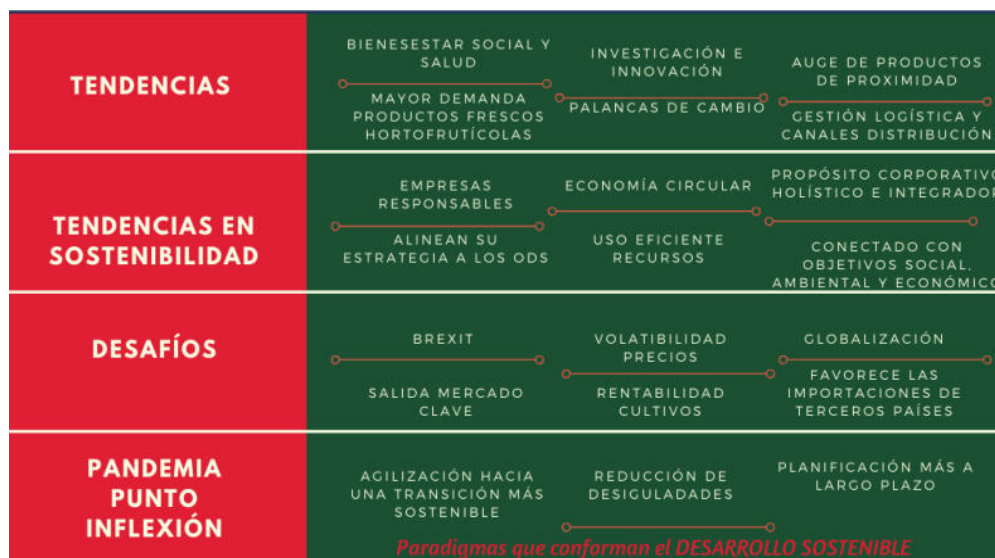 TENDENCIAS
BIENESESTAR SOCIAL Y
SALUD
MAYOR DEMANDA
PRODUCTOS FRESCOS
HORTOFRUTÍCOLAS
INVESTIGACIÓN E
INNOVACIÓN
PALANCAS DE CAMBIO
AUGE DE PRODUCTOS
DE PROXIMIDAD
GESTIÓN LOGÍSTICA Y
CANALES DISTRIBUCIÓN
TENDENCIAS EN
SOSTENIBILIDAD
EMPRESAS
RESPONSABLES
ALINEAN SU
ESTRATEGIA A LOS ODS
ECONOMÍA CIRCULAR
USO EFICIENTE
RECURSOS
PROPÓSITO CORPORATIVO
HOLÍSTICO E INTEGRADOR
CONECTADO CON
OBJETIVOS SOCIAL,
AMBIENTAL Y ECONÓMICO
DESAFÍOS
BREXIT
SALIDA MERCADO
CLAVE
VOLATIBILIDAD
PRECIOS
RENTABILIDAD
CULTIVOS
GLOBALIZACIÓN
FAVORECE LAS
IMPORTACIONES DE
TERCEROS PAÍSES
PANDEMIA
PUNTO
INFLEXIÓN
AGILIZACIÓN HACIA
UNA TRANSICIÓN MÁS
SOSTENIBLE
REDUCCIÓN DE
DESIGULADADES
PLANIFICACIÓN MÁS A
LARGO PLAZO
Paradigmas que conforman el DESARROLLO SOSTENIBLE